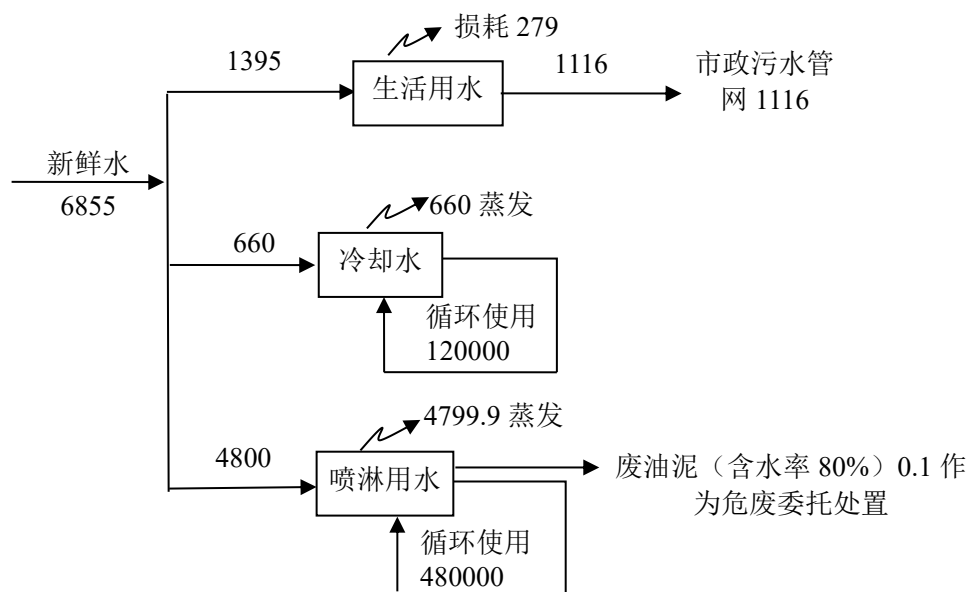 损耗 279
1395
生活用水
1116
市政污水管
网 1116
新鲜水
6855
660 蒸发
660
冷却水
循环使用
120000
4799.9 蒸发
4800
喷淋用水
废油泥（含水率 80%）0.1 作
为危废委托处置
循环使用
480000